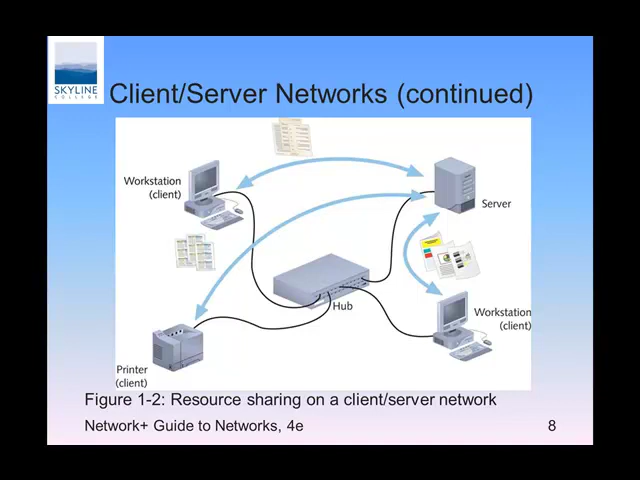 SKYLINE
COLLEGE
Client/Server Networks (continued)
Workstation
(client)
Server
Hub
Workstation
(client)
Printer
(client)
Figure 1-2: Resource sharing on a client/server network
Network+ Guide to Networks, 4e
8